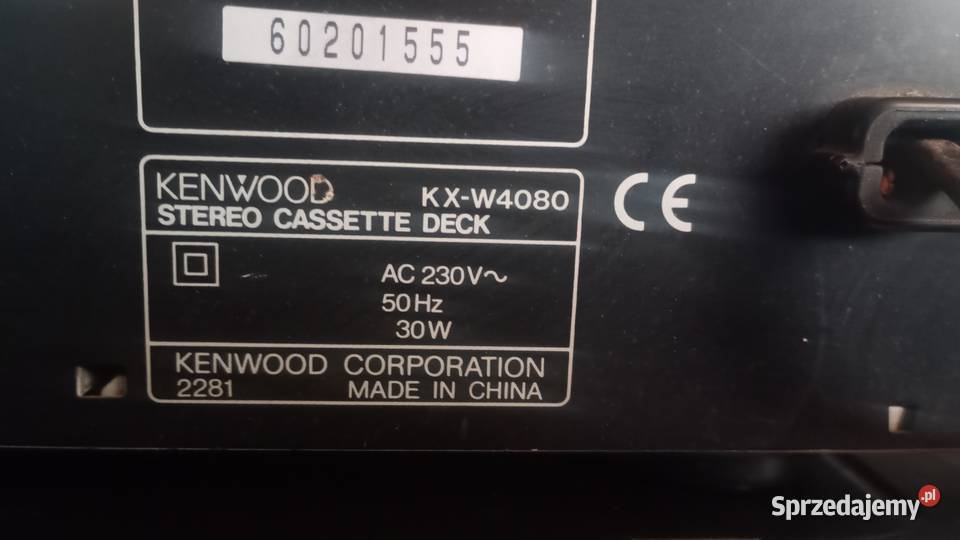 60201555
KENWOOD KX-W4080
STEREO CASSETTE DECK
CE
AC 230V~
50Hz
30W
KENWOOD CORPORATION
2281 MADE IN CHINA
Sprzedajemy.pl